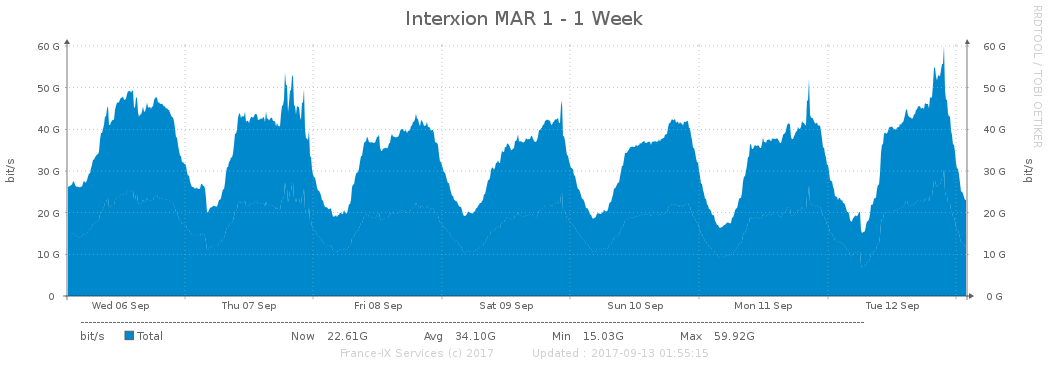 Interxion MAR 1 - 1 Week
RRDTOOL / TOBI OETIKER
60 G 60 G
50 G 50 G
40 G 40 G
30 G 30 G
20 G 20 G
10 G 10 G
0 0 G
bit/s
bit/s
Wed 06 Sep Thu 07 Sep Fri 08 Sep Sat 09 Sep Sun 10 Sep Mon 11 Sep Tue 12 Sep
bit/s Total Now 22.61G Avg 34.10G Min 15.03G Max 59.92G
France-IX Services (c) 2017 Updated : 2017-09-13 01:55:15